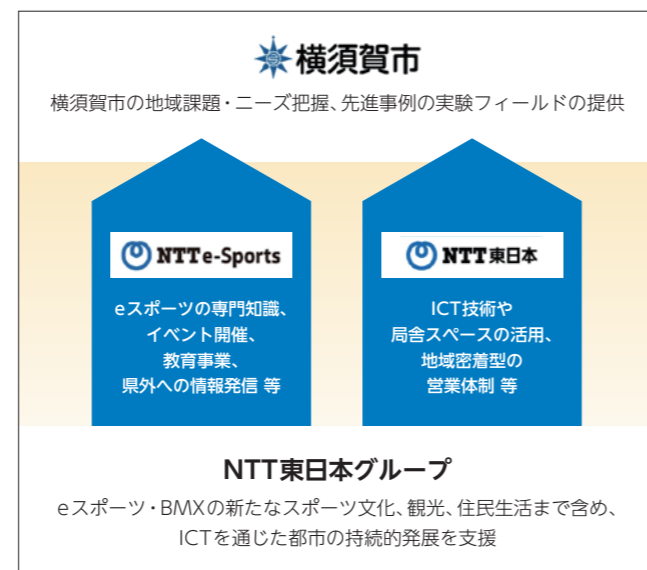 横須賀市
横須賀市の地域課題・ニーズ把握、先進事例の実験フィールドの提供
NTTe-Sports
eスポーツの専門知識、
イベント開催、
教育事業、
県外への情報発信 等
NTT東日本
ICT技術や
局舎スペースの活用、
地域密着型の
営業体制 等
NTT東日本グループ
eスポーツ・BMXの新たなスポーツ文化、観光、住民生活まで含め、
ICTを通じた都市の持続的発展を支援